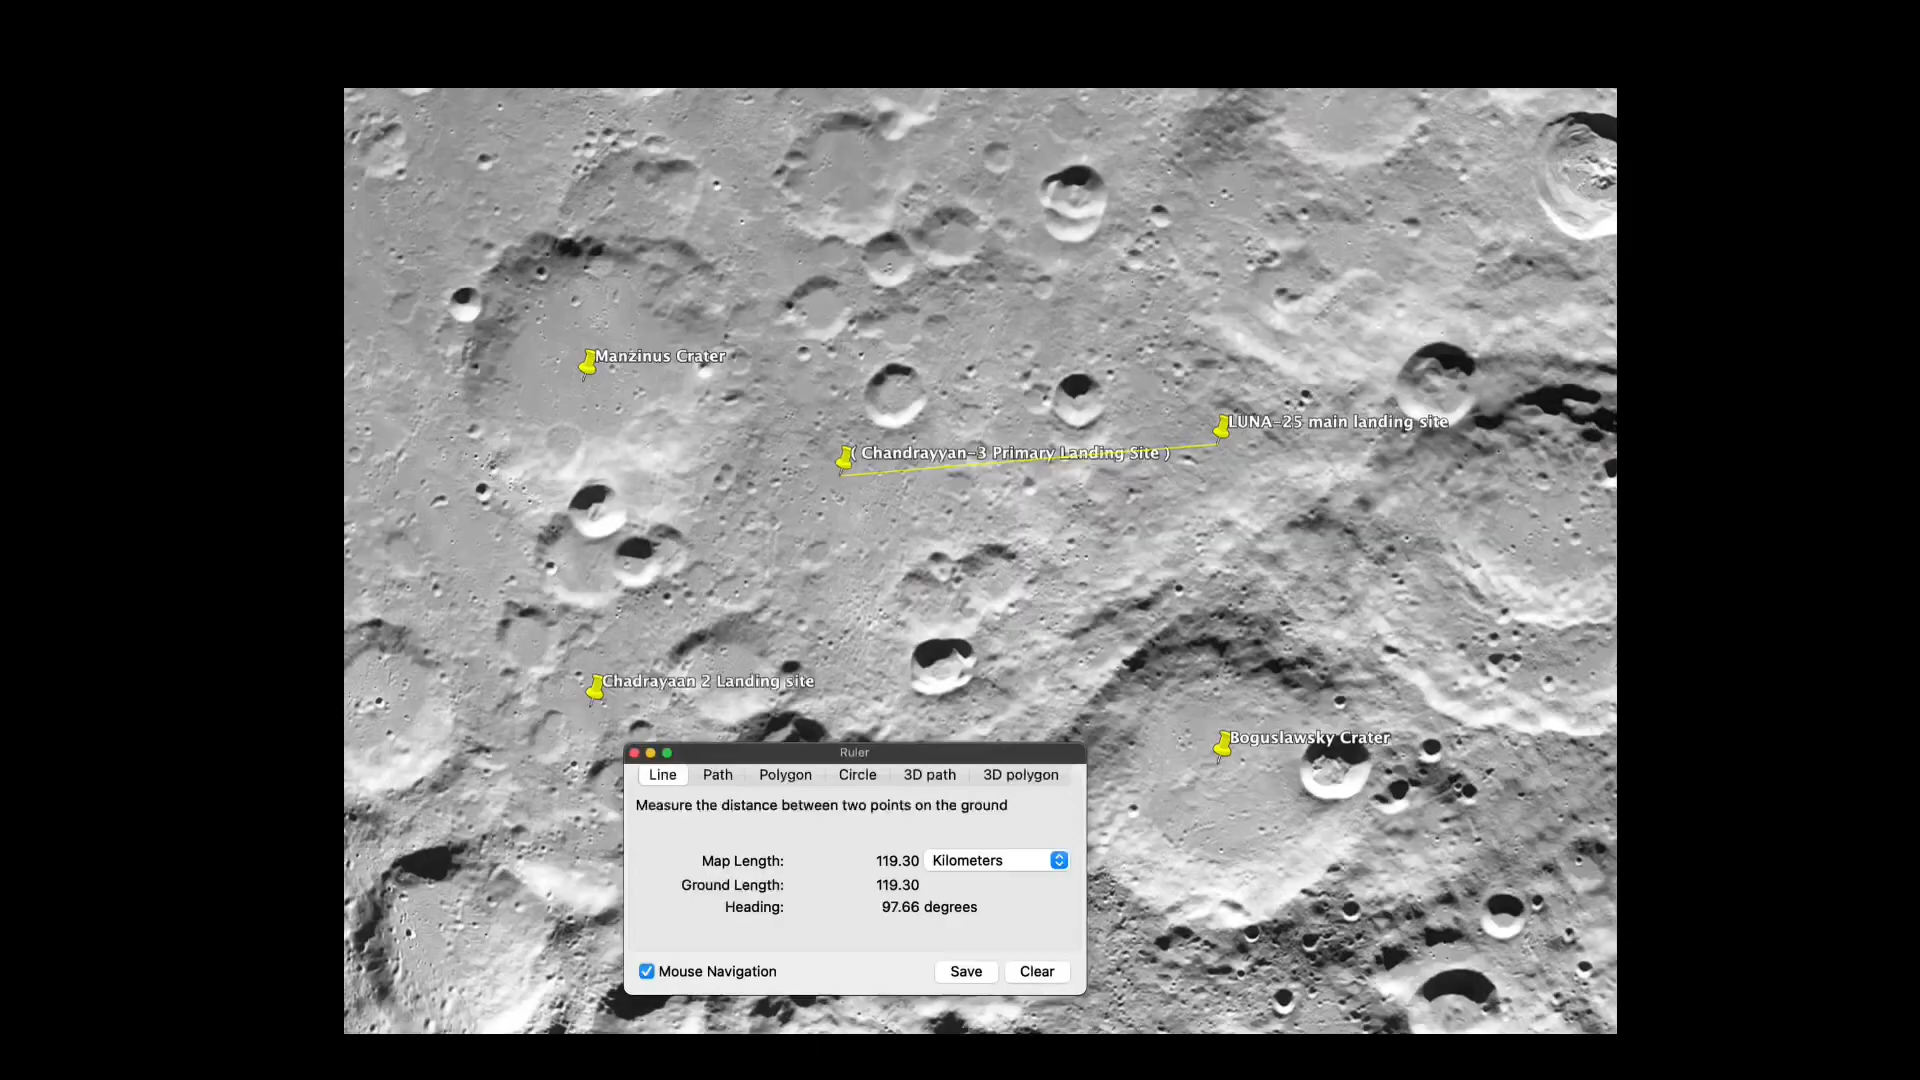 Manzinus Crater
LUNA-25 main landing site
( Chandrayyan-3 Primary Landing Site )
Chadrayaan 2 Landing site
Boguslawsky Crater
Ruler
Line Path Polygon Circle 3D path 3D polygon
Measure the distance between two points on the ground
Map Length: 119.30 Kilometers
Ground Length: 119.30
Heading: 97.66 degrees
Mouse Navigation Save Clear